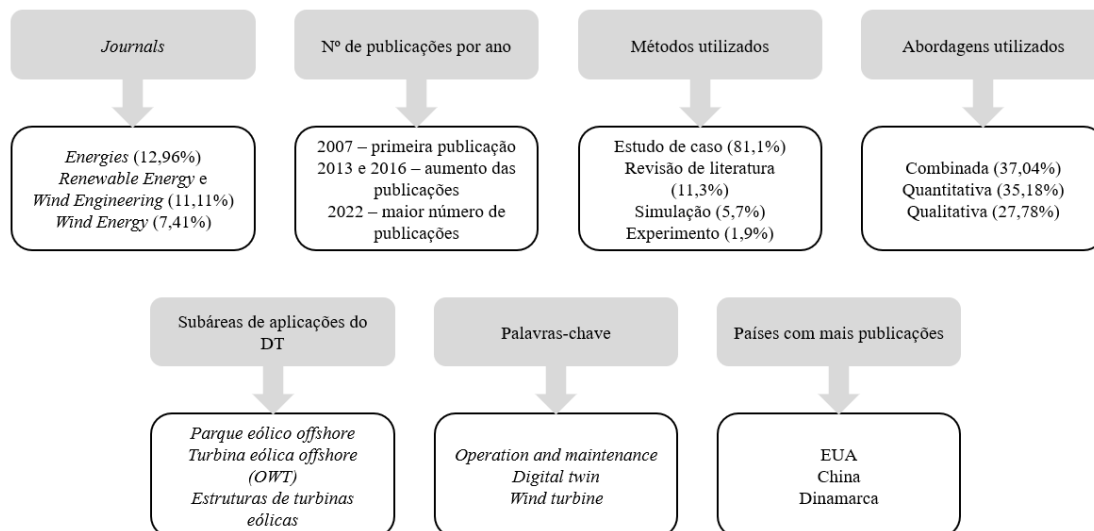 Journals
Nº de publicações por ano
Métodos utilizados
Abordagens utilizados
Energies (12,96%)
Renewable Energy e
Wind Engineering (11,11%)
Wind Energy (7,41%)
2007 – primeira publicação
2013 e 2016 – aumento das
publicações
2022 – maior número de
publicações
Estudo de caso (81,1%)
Revisão de literatura
(11,3%)
Simulação (5,7%)
Experimento (1,9%)
Combinada (37,04%)
Quantitativa (35,18%)
Qualitativa (27,78%)
Subáreas de aplicações do
DT
Palavras-chave
Países com mais publicações
Parque eólico offshore
Turbina eólica offshore
(OWT)
Estruturas de turbinas
eólicas
Operation and maintenance
Digital twin
Wind turbine
EUA
China
Dinamarca